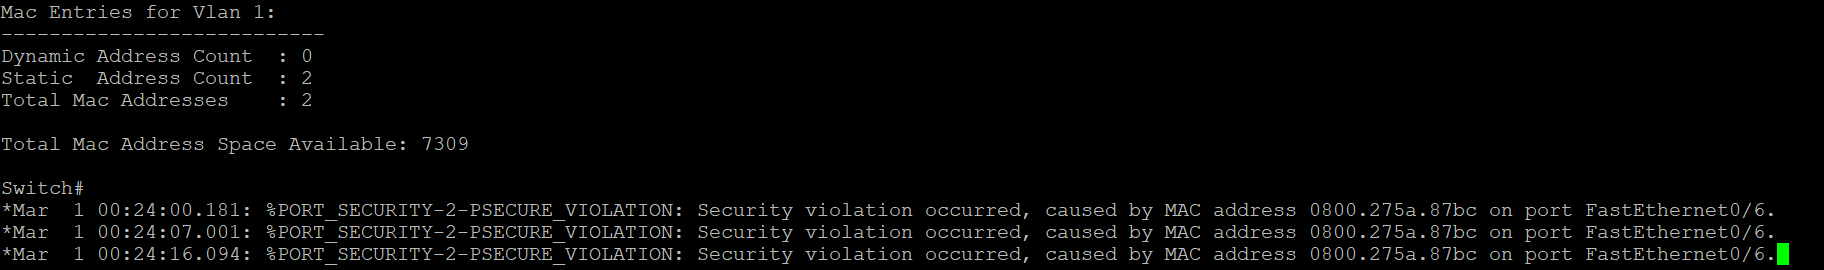 Mac Entries for Vlan 1:
---------------------------
Dynamic Address Count  : 0
Static  Address Count  : 2
Total Mac Addresses    : 2
Total Mac Address Space Available: 7309
Switch#
*Mar  1 00:24:00.181: %PORT_SECURITY-2-PSECURE_VIOLATION: Security violation occurred, caused by MAC address 0800.275a.87bc on port FastEthernet0/6.
*Mar  1 00:24:07.001: %PORT_SECURITY-2-PSECURE_VIOLATION: Security violation occurred, caused by MAC address 0800.275a.87bc on port FastEthernet0/6.
*Mar  1 00:24:16.094: %PORT_SECURITY-2-PSECURE_VIOLATION: Security violation occurred, caused by MAC address 0800.275a.87bc on port FastEthernet0/6.